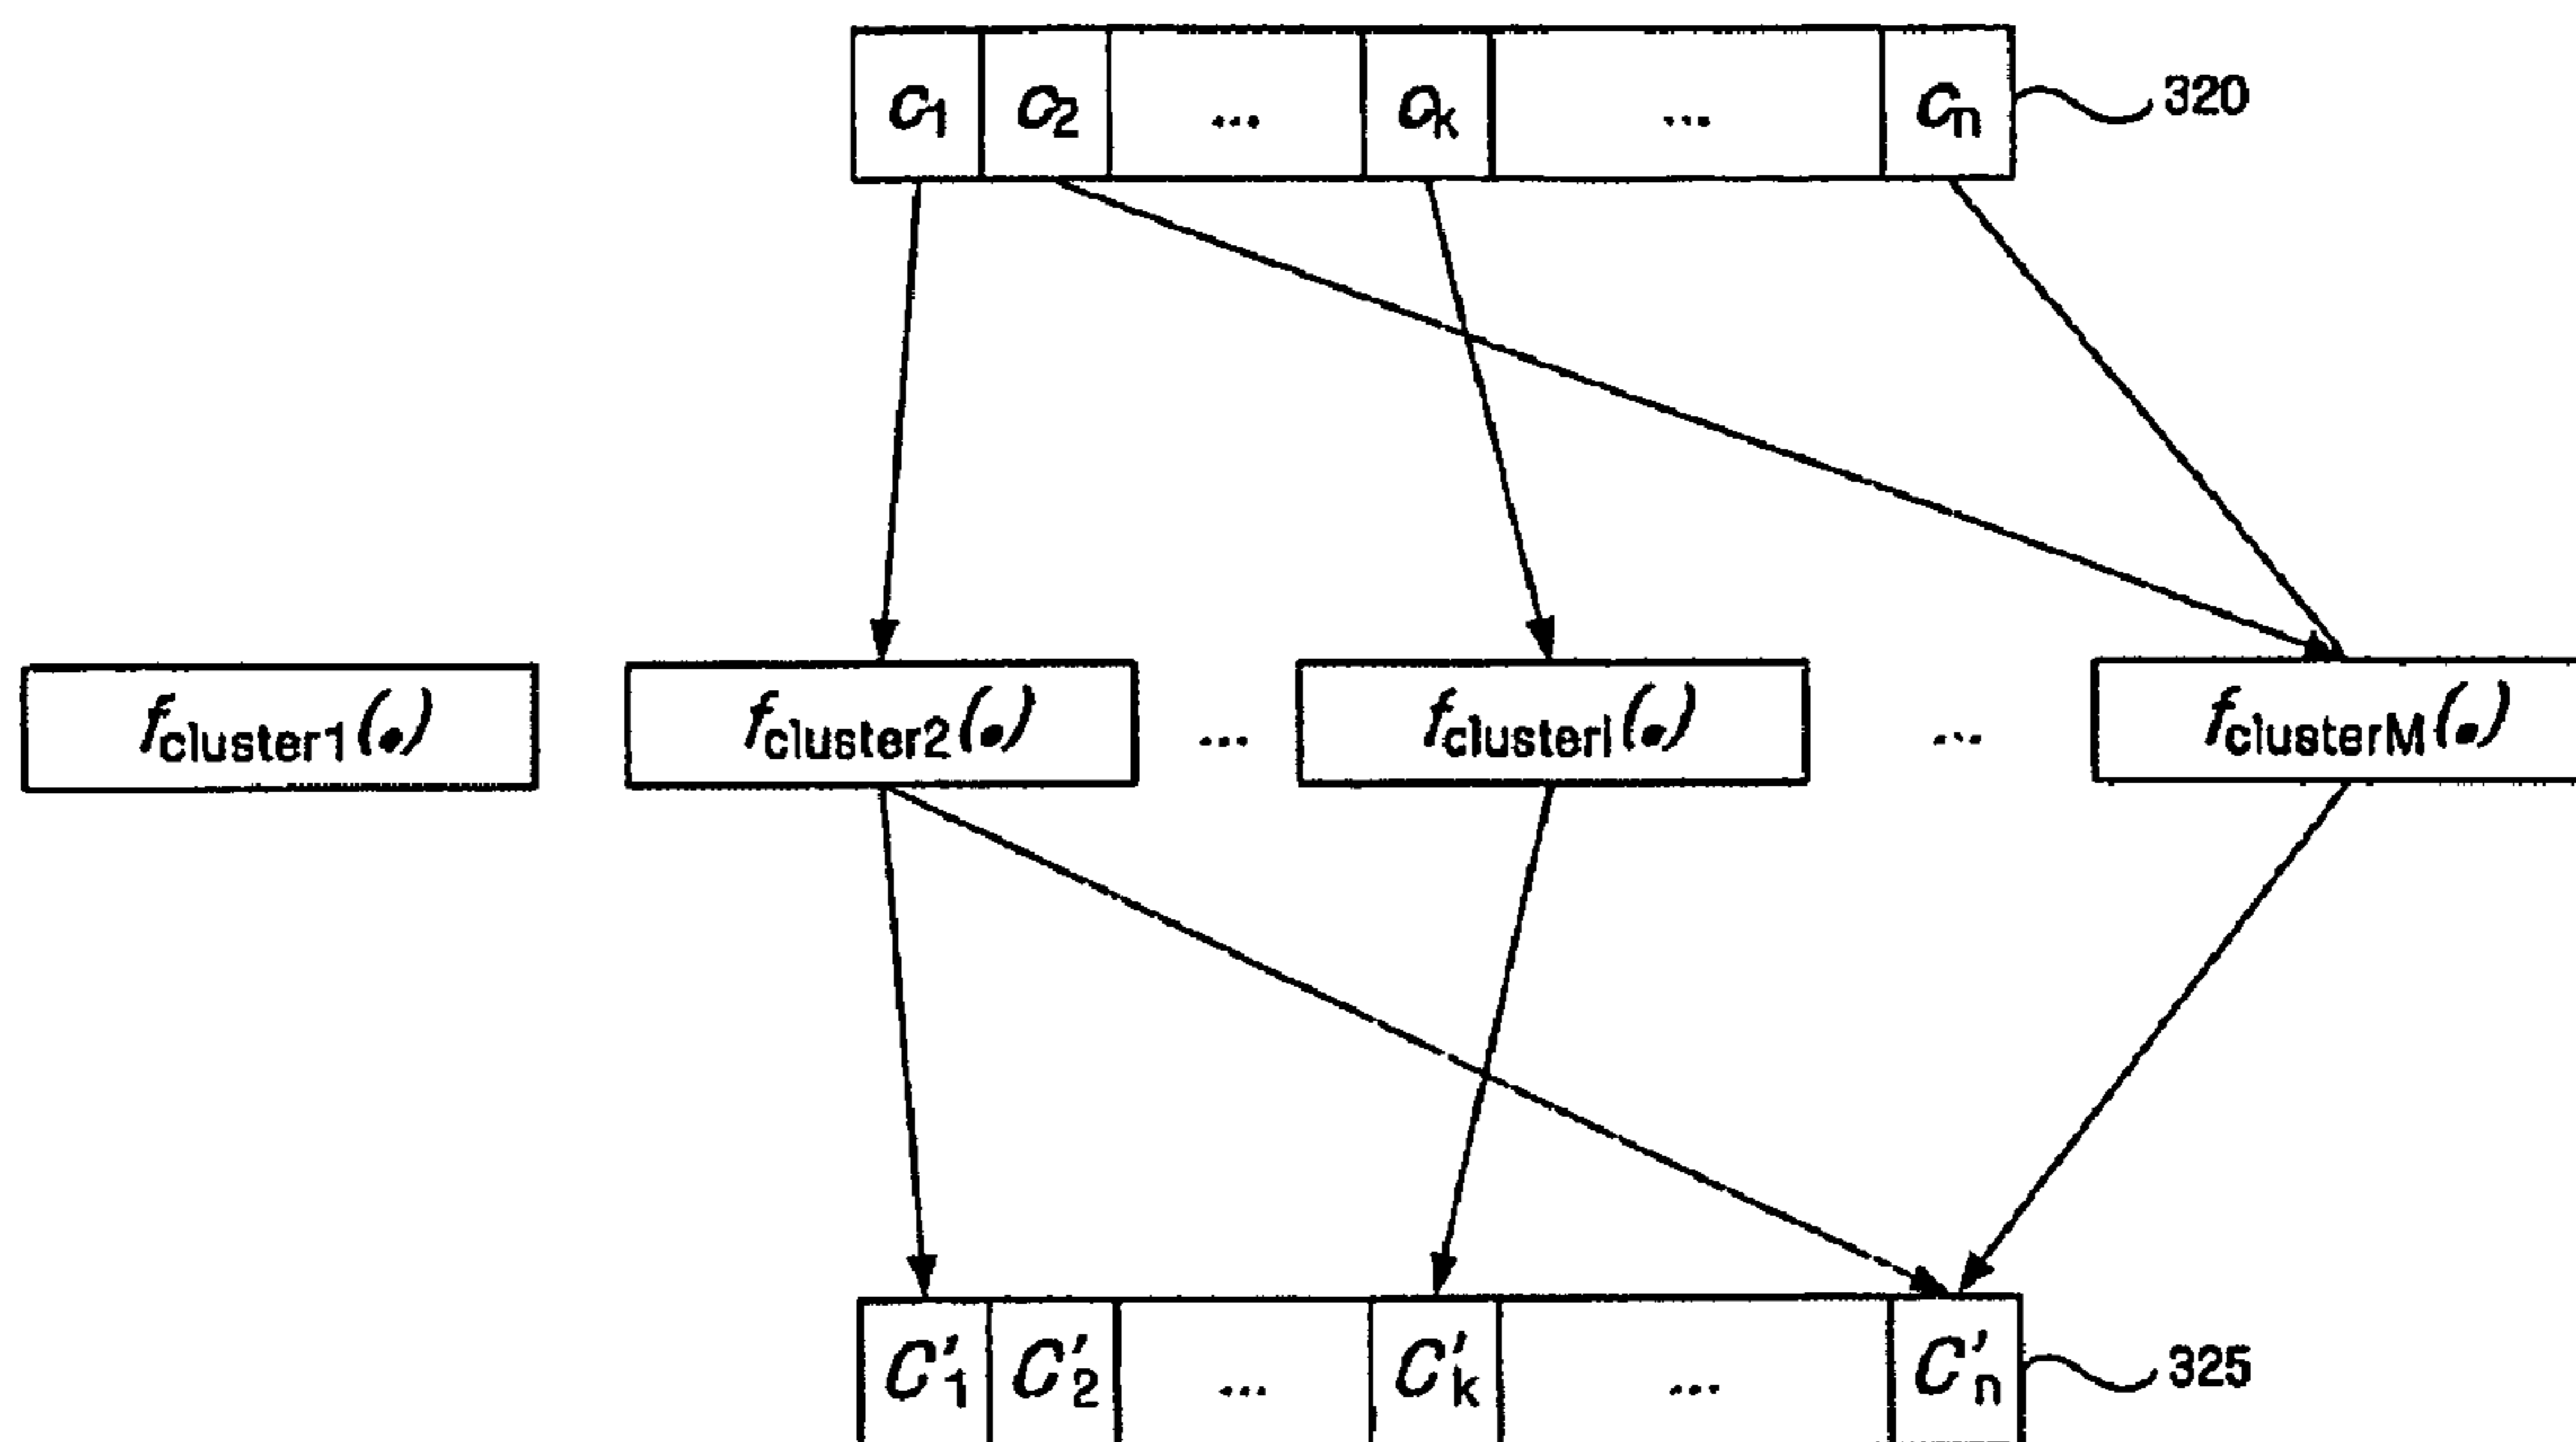 c1 c2 ... ck ... cn 320
fcluster1(.) fcluster2(.) ... fclusterl(.) ... fclusterM(.)
C'1 C'2 ... C'k ... C'n 325